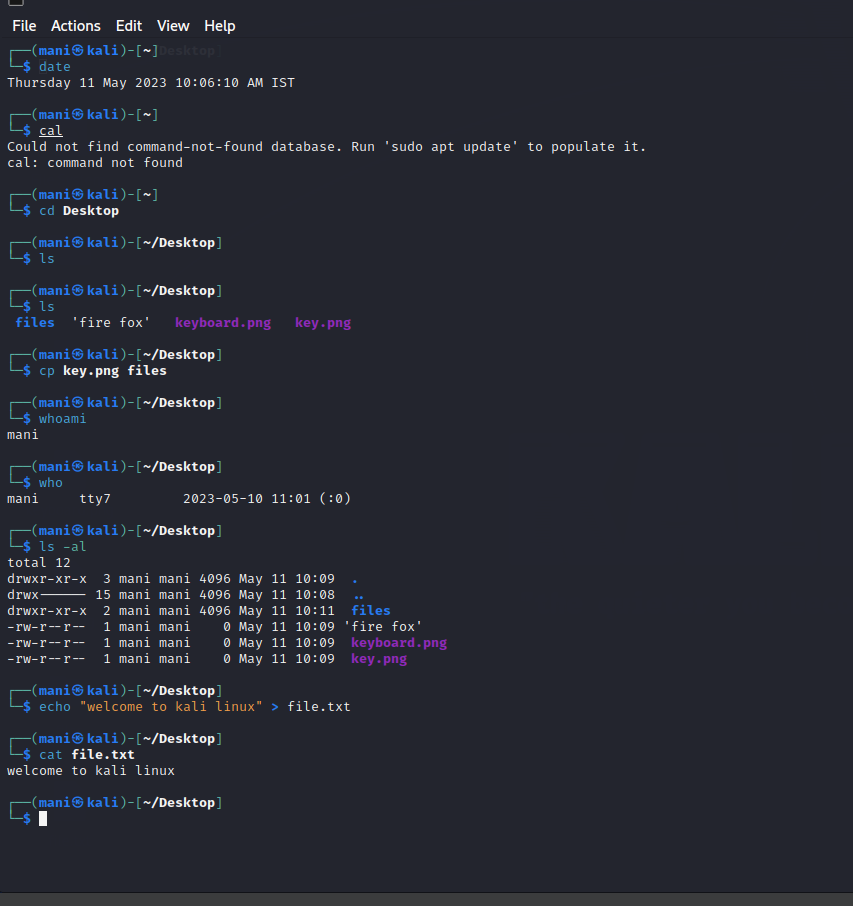 File Actions Edit View Help
┌──(mani㉿kali)-[~]
└─$ date
Thursday 11 May 2023 10:06:10 AM IST
┌──(mani㉿kali)-[~]
└─$ cal
Could not find command-not-found database. Run 'sudo apt update' to populate it.
cal: command not found
┌──(mani㉿kali)-[~]
└─$ cd Desktop
┌──(mani㉿kali)-[~/Desktop]
└─$ ls
┌──(mani㉿kali)-[~/Desktop]
└─$ ls
files 'fire fox' keyboard.png key.png
┌──(mani㉿kali)-[~/Desktop]
└─$ cp key.png files
┌──(mani㉿kali)-[~/Desktop]
└─$ whoami
mani
┌──(mani㉿kali)-[~/Desktop]
└─$ who
mani tty7 2023-05-10 11:01 (:0)
┌──(mani㉿kali)-[~/Desktop]
└─$ ls -al
total 12
drwxr-xr-x 3 mani mani 4096 May 11 10:09 .
drwx------ 15 mani mani 4096 May 11 10:08 ..
drwxr-xr-x 2 mani mani 4096 May 11 10:11 files
-rw-r--r-- 1 mani mani 0 May 11 10:09 'fire fox'
-rw-r--r-- 1 mani mani 0 May 11 10:09 keyboard.png
-rw-r--r-- 1 mani mani 0 May 11 10:09 key.png
┌──(mani㉿kali)-[~/Desktop]
└─$ echo "welcome to kali linux" > file.txt
┌──(mani㉿kali)-[~/Desktop]
└─$ cat file.txt
welcome to kali linux
┌──(mani㉿kali)-[~/Desktop]
└─$